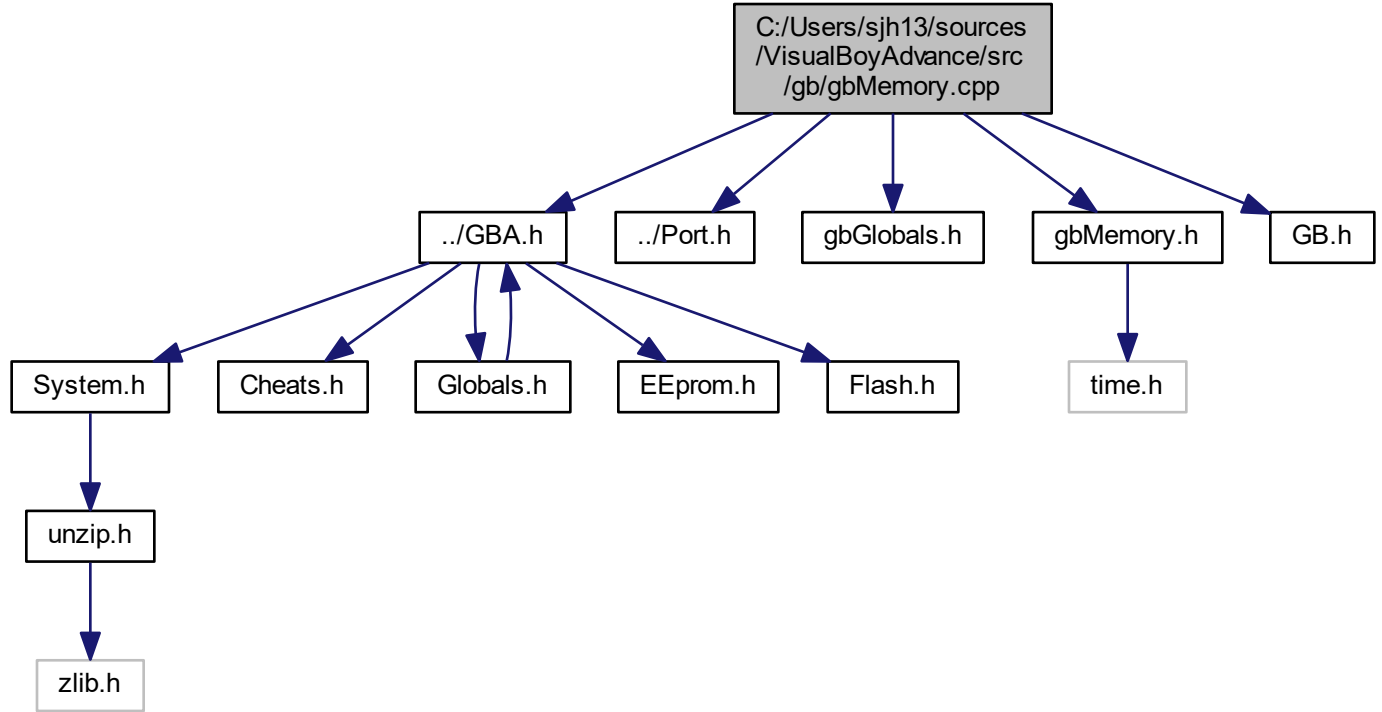 C:/Users/sjh13/sources
/VisualBoyAdvance/src
/gb/gbMemory.cpp
../GBA.h
../Port.h
gbGlobals.h
gbMemory.h
GB.h
System.h
Cheats.h
Globals.h
EEprom.h
Flash.h
time.h
unzip.h
zlib.h